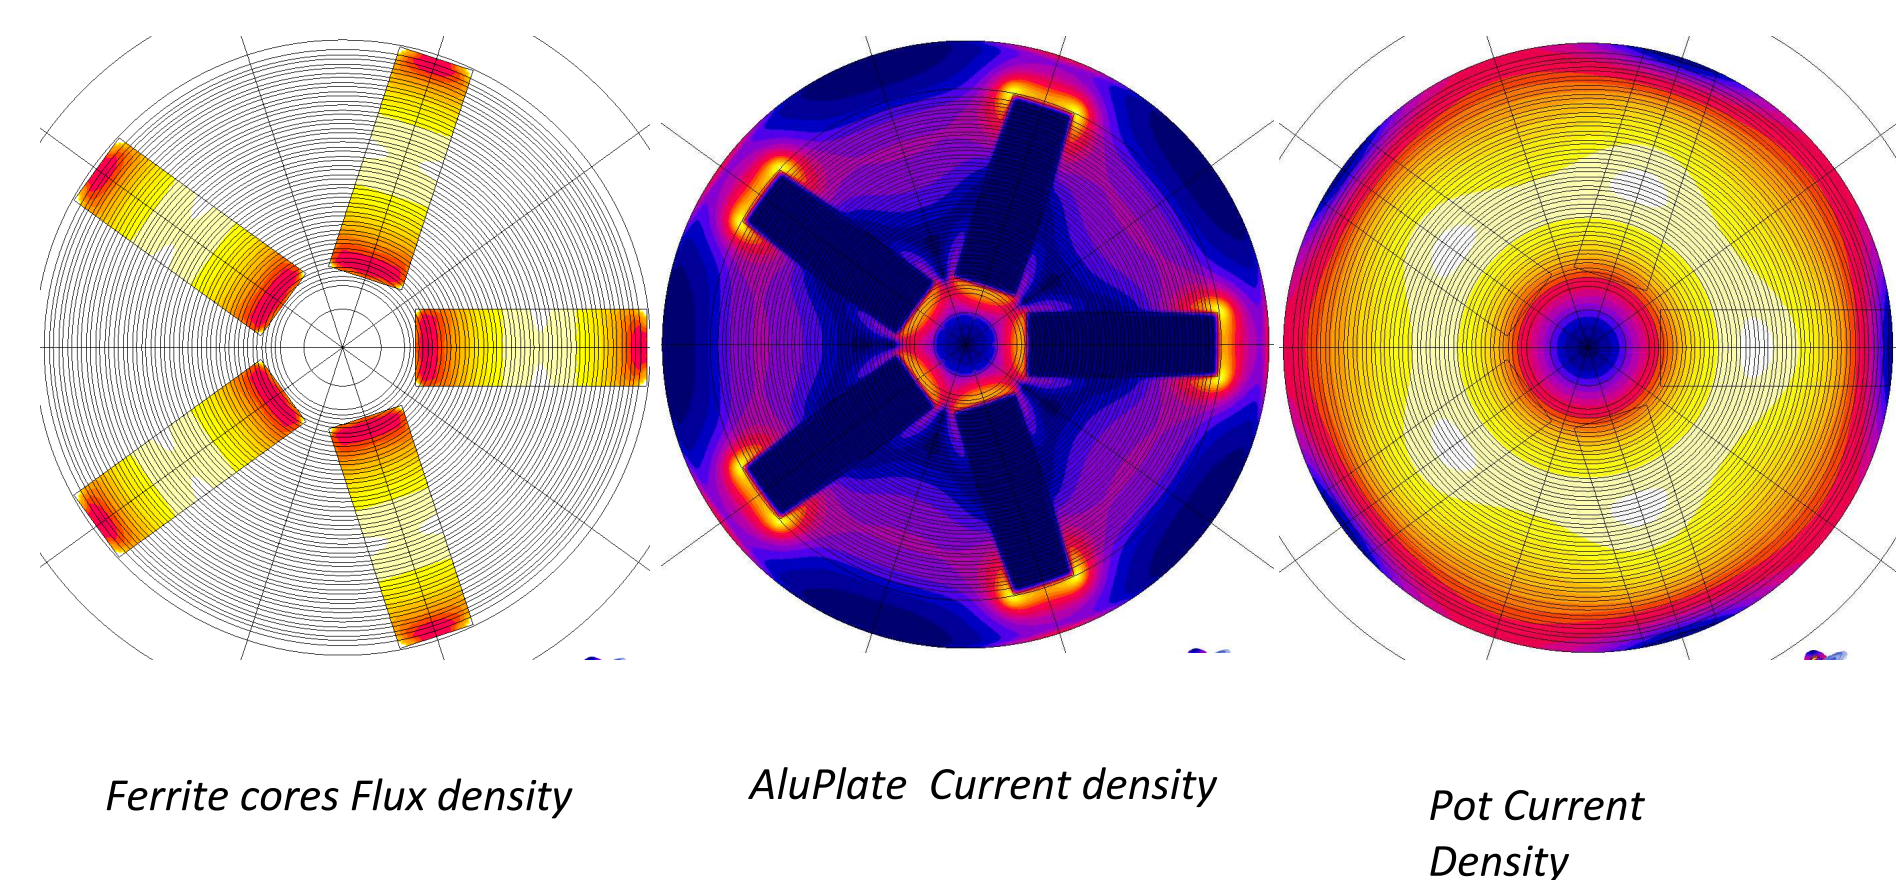 Ferrite cores Flux density
AluPlate  Current density
Pot Current
Density